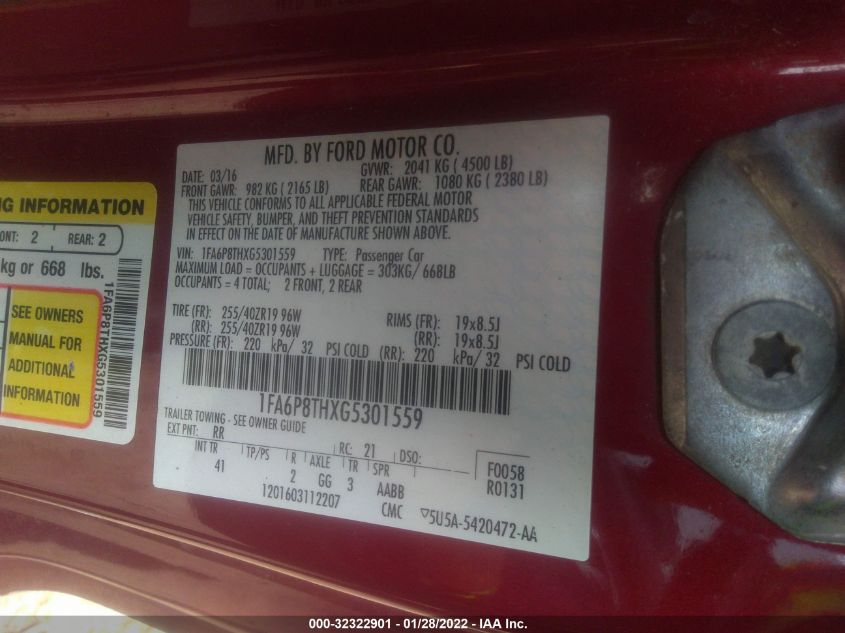 MFD. BY FORD MOTOR CO.
DATE: 03/16 GVWR: 2041 KG ( 4500 LB)
FRONT GAWR: 982 KG ( 2165 LB) REAR GAWR: 1080 KG ( 2380 LB)
THIS VEHICLE CONFORMS TO ALL APPLICABLE FEDERAL MOTOR
VEHICLE SAFETY, BUMPER, AND THEFT PREVENTION STANDARDS
IN EFFECT ON THE DATE OF MANUFACTURE SHOWN ABOVE.
VIN: 1FA6P8THXG5301559 TYPE: Passenger Car
MAXIMUM LOAD = OCCUPANTS + LUGGAGE = 303KG/ 668LB
OCCUPANTS = 4 TOTAL; 2 FRONT, 2 REAR
TIRE (FR): 255/40ZR19 96W RIMS (FR): 19x8.5J
(RR): 255/40ZR19 96W (RR): 19x8.5J
PRESSURE (FR): 220 kPa/ 32 PSI COLD (RR): 220 kPa/ 32 PSI COLD
1FA6P8THXG5301559
TRAILER TOWING - SEE OWNER GUIDE
EXT PNT: RR RC: 21 DSO:
INT TR TP/PS R AXLE TR SPR F0058
41 2 GG 3 AABB R0131
1201603112207 CMC ▽5U5A-5420472-AA
NG INFORMATION
ONT: 2 REAR: 2
kg or 668 lbs.
SEE OWNERS
MANUAL FOR
ADDITIONAL
INFORMATION
1FA6P8THXG5301559
000-32322901 - 01/28/2022 - IAA Inc.